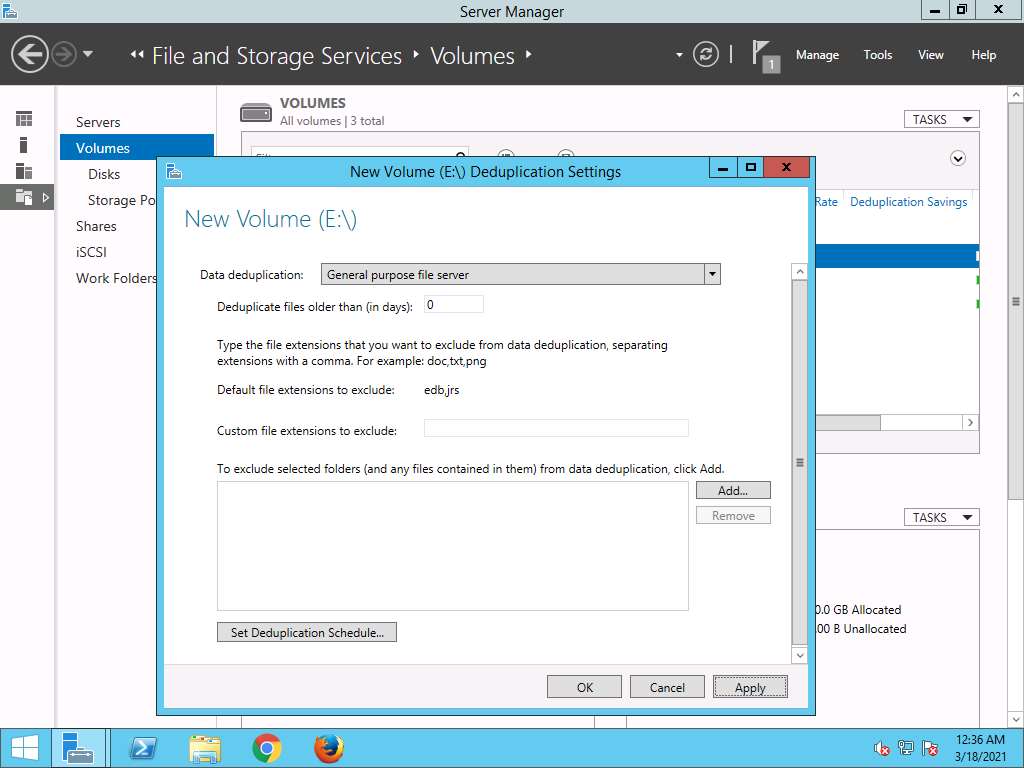 Server Manager
File and Storage Services
Volumes
1
Manage
Tools
View
Help
Servers
Volumes
Disks
Storage Po
Shares
iSCSI
Work Folders
VOLUMES
All volumes | 3 total
TASKS
Rate
Deduplication Savings
New Volume (E:\) Deduplication Settings
New Volume (E:\)
Data deduplication:
General purpose file server
Deduplicate files older than (in days):
0
Type the file extensions that you want to exclude from data deduplication, separating
extensions with a comma. For example: doc,txt,png
Default file extensions to exclude:
edb,jrs
Custom file extensions to exclude:
To exclude selected folders (and any files contained in them) from data deduplication, click Add.
Add...
Remove
Set Deduplication Schedule...
OK
Cancel
Apply
TASKS
0.0 GB Allocated
.00 B Unallocated
12:36 AM
3/18/2021